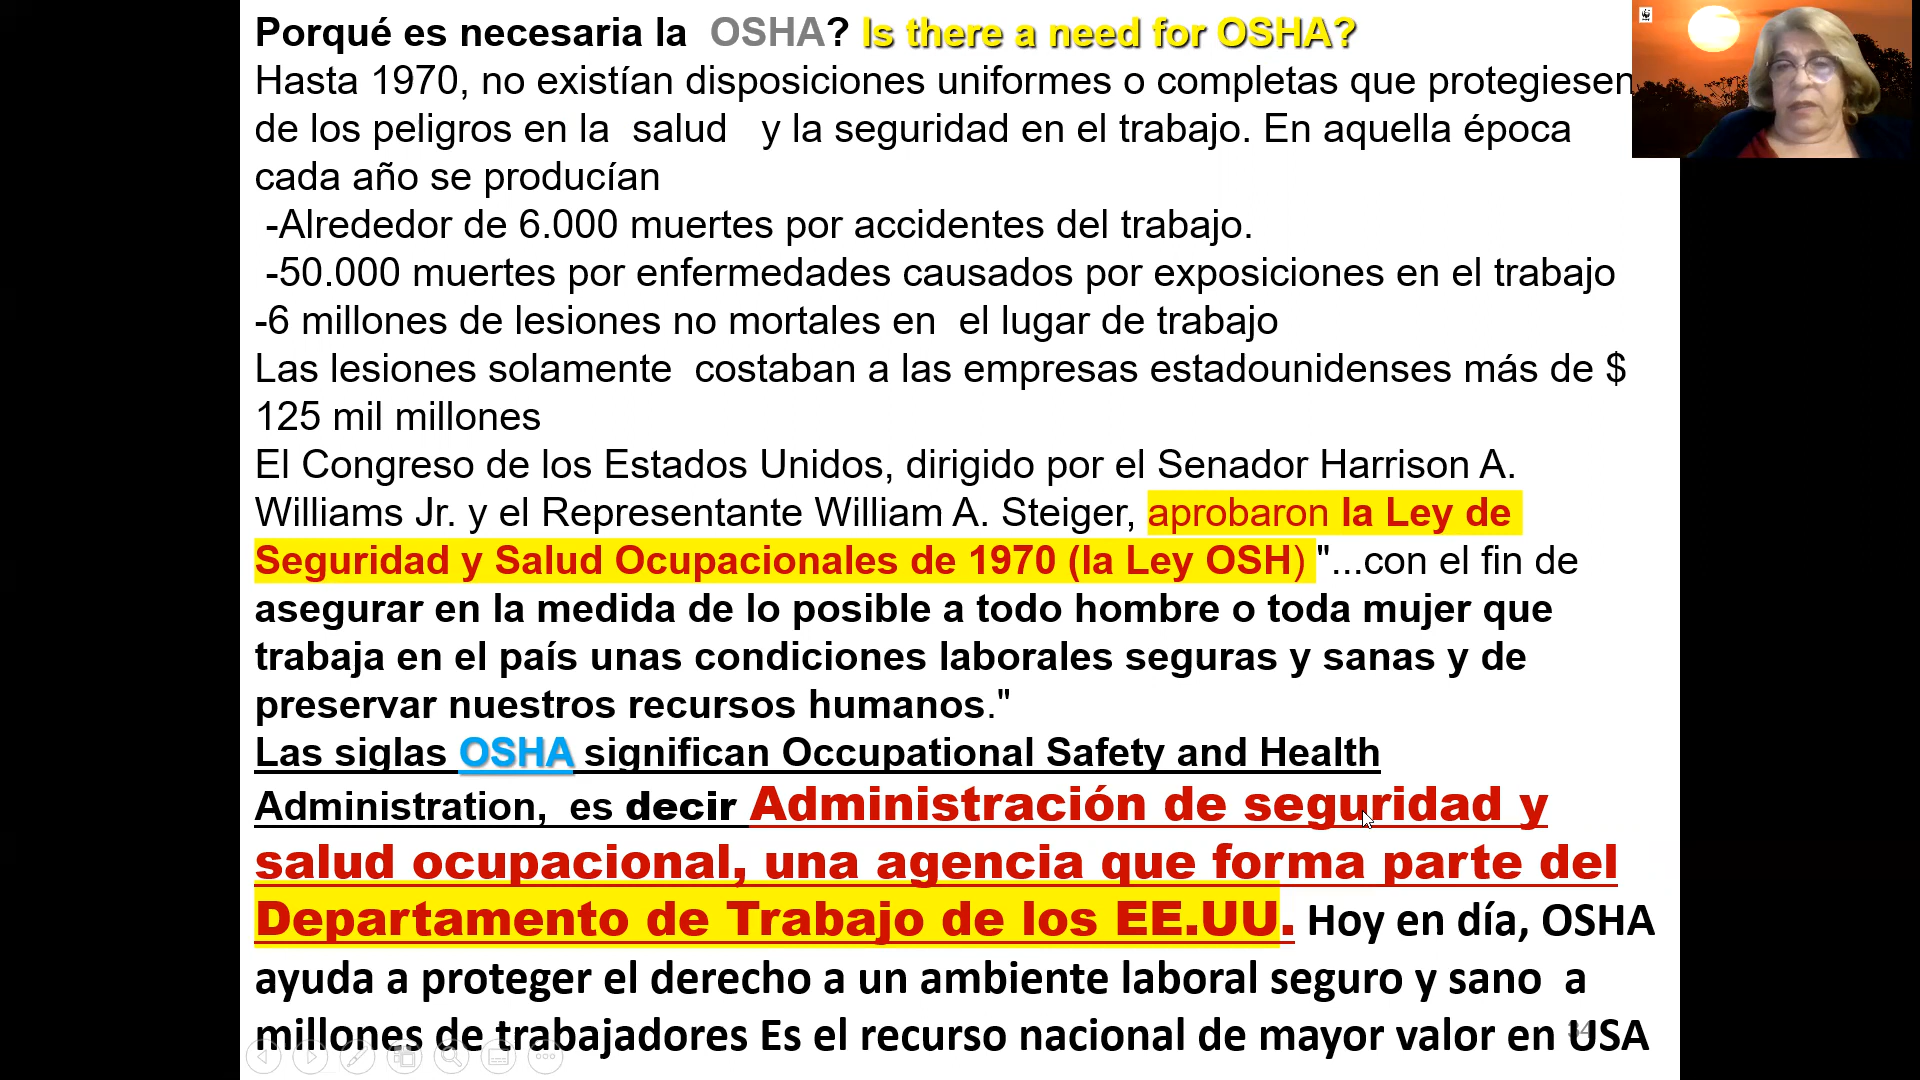 Porqué es necesaria la OSHA? Is there a need for OSHA?
Hasta 1970, no existían disposiciones uniformes o completas que protegiesen
de los peligros en la salud y la seguridad en el trabajo. En aquella época
cada año se producían
-Alrededor de 6.000 muertes por accidentes del trabajo.
-50.000 muertes por enfermedades causados por exposiciones en el trabajo
-6 millones de lesiones no mortales en el lugar de trabajo
Las lesiones solamente costaban a las empresas estadounidenses más de $
125 mil millones
El Congreso de los Estados Unidos, dirigido por el Senador Harrison A.
Williams Jr. y el Representante William A. Steiger, aprobaron la Ley de
Seguridad y Salud Ocupacionales de 1970 (la Ley OSH) "...con el fin de
asegurar en la medida de lo posible a todo hombre o toda mujer que
trabaja en el país unas condiciones laborales seguras y sanas y de
preservar nuestros recursos humanos."
Las siglas OSHA significan Occupational Safety and Health
Administration, es decir Administración de seguridad y
salud ocupacional, una agencia que forma parte del
Departamento de Trabajo de los EE.UU. Hoy en día, OSHA
ayuda a proteger el derecho a un ambiente laboral seguro y sano a
millones de trabajadores Es el recurso nacional de mayor valor en USA